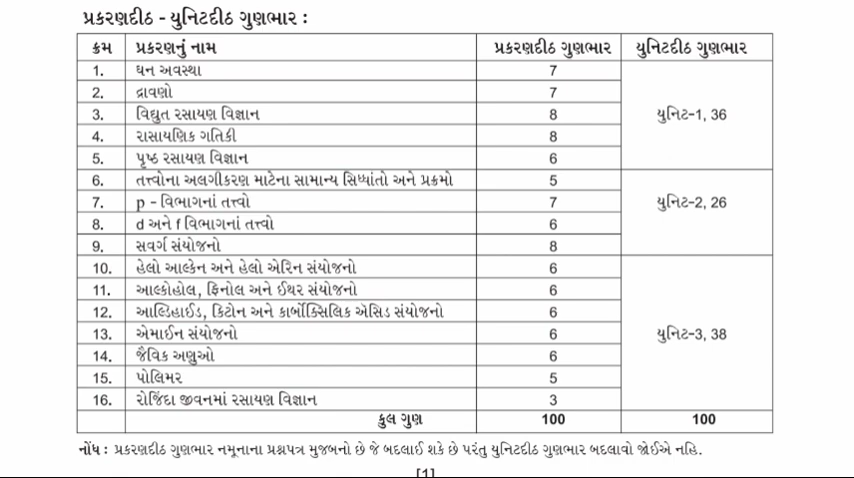 પ્રકરણદીઠ - યુનિટદીઠ ગુણભાર :
ક્રમ પ્રકરણનું નામ પ્રકરણદીઠ ગુણભાર યુનિટદીઠ ગુણભાર
1. ઘન અવસ્થા 7
2. દ્રાવણો 7
3. વિદ્યુત રસાયણ વિજ્ઞાન 8 યુનિટ-1, 36
4. રાસાયણિક ગતિકી 8
5. પૃષ્ઠ રસાયણ વિજ્ઞાન 6
6. તત્ત્વોના અલગીકરણ માટેના સામાન્ય સિધ્ધાંતો અને પ્રક્રમો 5
7. p - વિભાગનાં તત્ત્વો 7 યુનિટ-2, 26
8. d અને f વિભાગનાં તત્ત્વો 6
9. સવર્ગ સંયોજનો 8
10. હેલો આલ્કેન અને હેલો એરિન સંયોજનો 6
11. આલ્કોહોલ, ફિનોલ અને ઈથર સંયોજનો 6
12. આલ્ડિહાઈડ, કિટોન અને કાર્બોક્સિલિક ઍસિડ સંયોજનો 6
13. એમાઈન સંયોજનો 6 યુનિટ-3, 38
14. જૈવિક અણુઓ 6
15. પોલિમર 5
16. રોજિંદા જીવનમાં રસાયણ વિજ્ઞાન 3
કુલ ગુણ 100 100
નોંધ : પ્રકરણદીઠ ગુણભાર નમૂનાના પ્રશ્નપત્ર મુજબનો છે જે બદલાઈ શકે છે પરંતુ યુનિટદીઠ ગુણભાર બદલાવો જોઈએ નહિ.
[1]